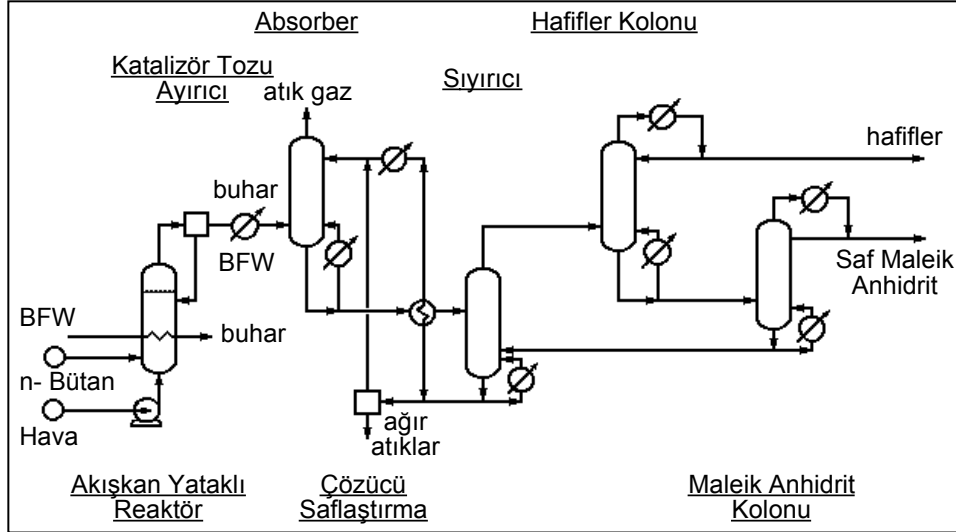 Absorber
Hafifler Kolonu
Katalizör Tozu
Ayırıcı
atık gaz
Sıyırıcı
hafifler
buhar
BFW
Saf Maleik
Anhidrit
BFW
buhar
n- Bütan
Hava
ağır
atıklar
Akışkan Yataklı
Reaktör
Çözücü
Saflaştırma
Maleik Anhidrit
Kolonu